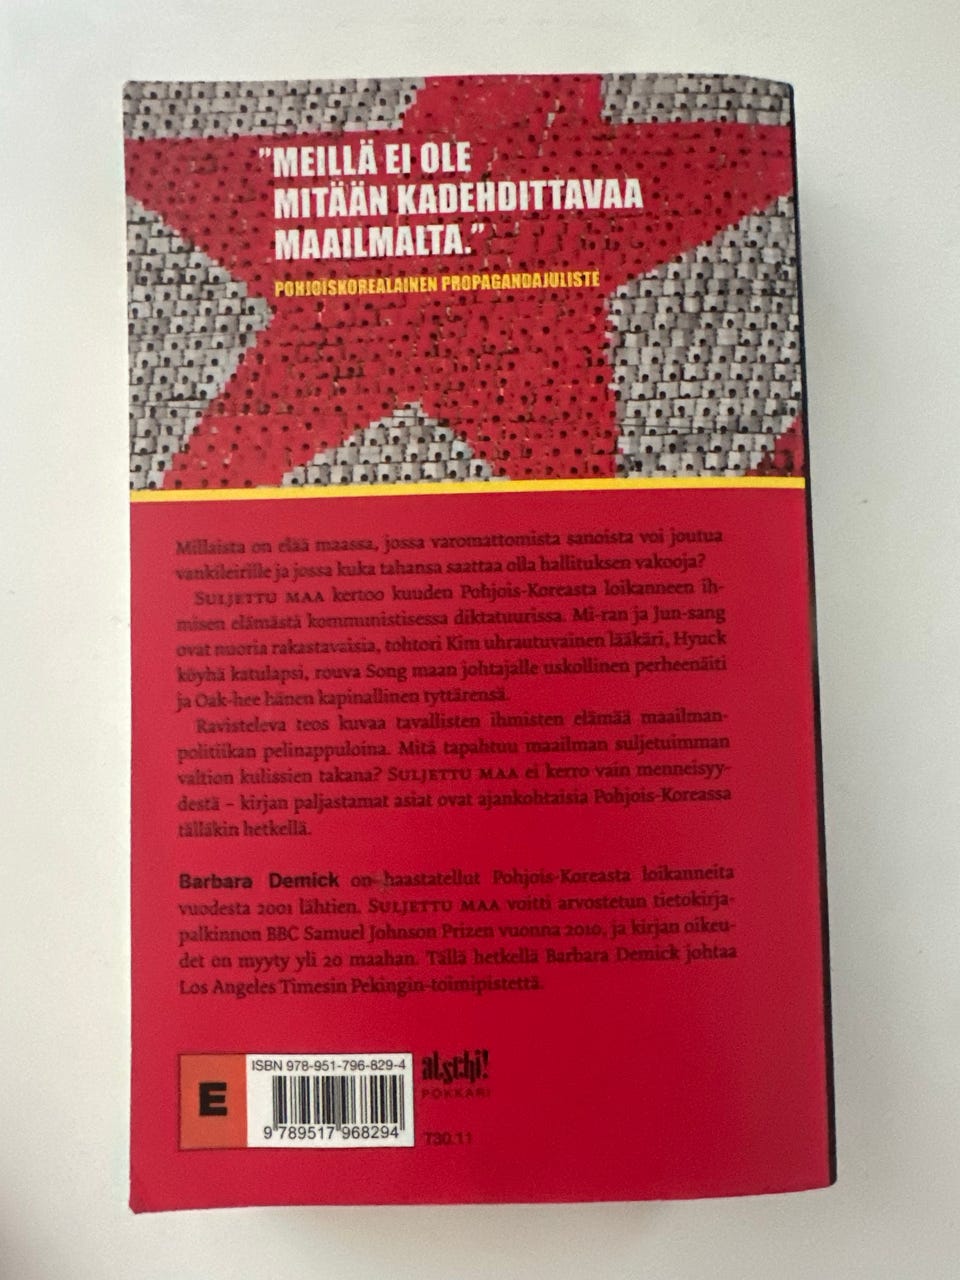 ”MEILLÄ EI OLE
MITÄÄN KADEHDITTAVAA
MAAILMALTA.”
POHJOISKOREALAINEN PROPAGANDAJULISTE
Millaista on elää maassa, jossa varomattomista sanoista voi joutua
vankileirille ja jossa kuka tahansa saattaa olla hallituksen vakooja?
SULJETTU MAA kertoo kuuden Pohjois-Koreasta loikanneen ih-
misen elämästä kommunistisessa diktatuurissa. Mi-ran ja Jun-sang
ovat nuoria rakastavaisia, tohtori Kim uhrautuvainen lääkäri, Hyuck
köyhä katulapsi, rouva Song maan johtajalle uskollinen perheenäiti
ja Oak-hee hänen kapinallinen tyttärensä.
Ravisteleva teos kuvaa tavallisten ihmisten elämää maailman-
politiikan pelinappuloina. Mitä tapahtuu maailman suljetuimman
valtion kulissien takana? SULJETTU MAA ei kerro vain menneisyy-
destä – kirjan paljastamat asiat ovat ajankohtaisia Pohjois-Koreassa
tälläkin hetkellä.
Barbara Demick on haastatellut Pohjois-Koreasta loikanneita
vuodesta 2001 lähtien. SULJETTU MAA voitti arvostetun tietokirja-
palkinnon BBC Samuel Johnson Prizen vuonna 2010, ja kirjan oikeu-
det on myyty yli 20 maahan. Tällä hetkellä Barbara Demick johtaa
Los Angeles Timesin Pekingin-toimipistettä.
E
ISBN 978-951-796-829-4
9 789517 968294
atschi!
POKKARI
T30.11